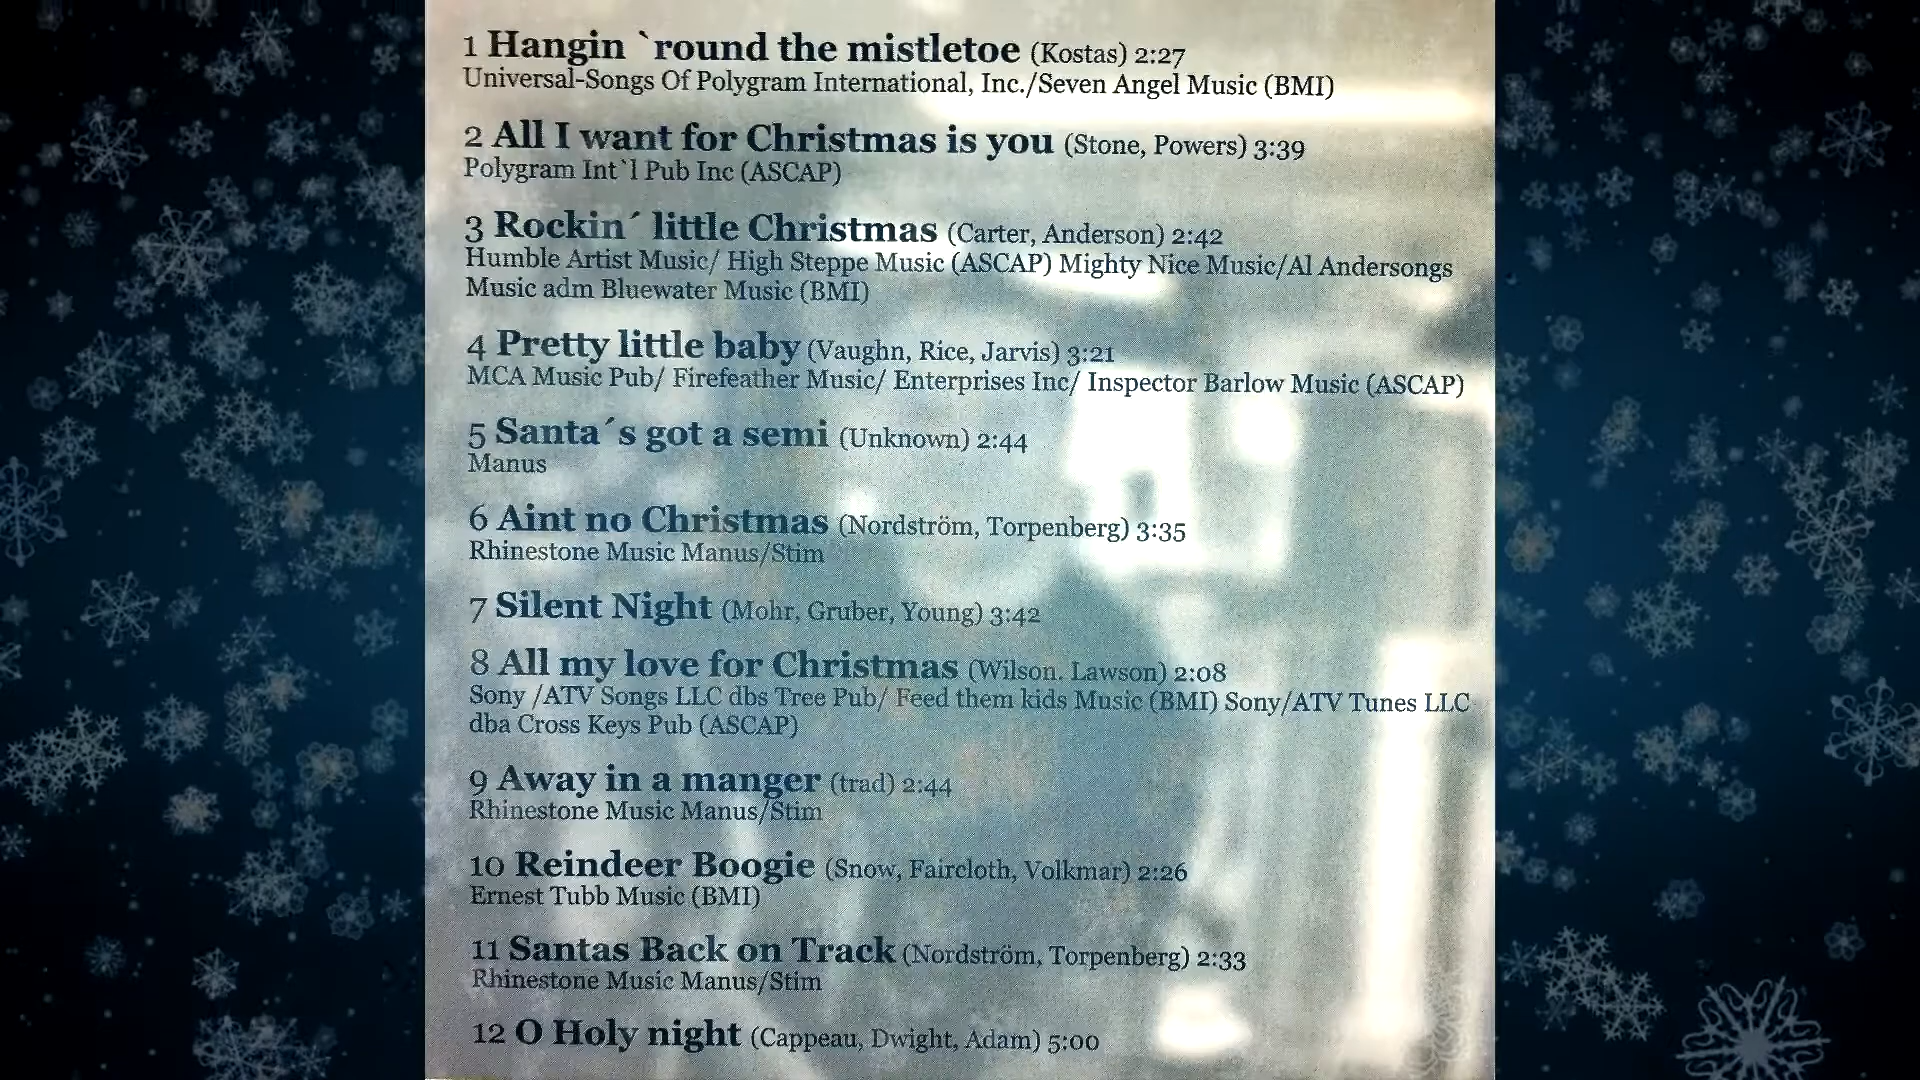 1 Hangin `round the mistletoe (Kostas) 2:27
Universal-Songs Of Polygram International, Inc./Seven Angel Music (BMI)
2 All I want for Christmas is you (Stone, Powers) 3:39
Polygram Int`l Pub Inc (ASCAP)
3 Rockin´ little Christmas (Carter, Anderson) 2:42
Humble Artist Music/ High Steppe Music (ASCAP) Mighty Nice Music/Al Andersongs
Music adm Bluewater Music (BMI)
4 Pretty little baby (Vaughn, Rice, Jarvis) 3:21
MCA Music Pub/ Firefeather Music/ Enterprises Inc/ Inspector Barlow Music (ASCAP)
5 Santa´s got a semi (Unknown) 2:44
Manus
6 Aint no Christmas (Nordström, Torpenberg) 3:35
Rhinestone Music Manus/Stim
7 Silent Night (Mohr, Gruber, Young) 3:42
8 All my love for Christmas (Wilson. Lawson) 2:08
Sony /ATV Songs LLC dbs Tree Pub/ Feed them kids Music (BMI) Sony/ATV Tunes LLC
dba Cross Keys Pub (ASCAP)
9 Away in a manger (trad) 2:44
Rhinestone Music Manus/Stim
10 Reindeer Boogie (Snow, Faircloth, Volkmar) 2:26
Ernest Tubb Music (BMI)
11 Santas Back on Track (Nordström, Torpenberg) 2:33
Rhinestone Music Manus/Stim
12 O Holy night (Cappeau, Dwight, Adam) 5:00